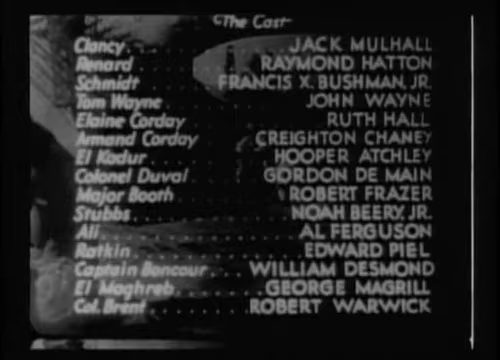 The Cast
Clancy . . . . . . . . . . JACK MULHALL
Renard . . . . . . . . RAYMOND HATTON
Schmidt . . . . . FRANCIS X. BUSHMAN, JR.
Tom Wayne . . . . . . . . . JOHN WAYNE
Elaine Corday . . . . . . . . RUTH HALL
Armand Corday . . . . CREIGHTON CHANEY
El Kadur . . . . . . . . HOOPER ATCHLEY
Colonel Duval . . . . . GORDON DE MAIN
Major Booth . . . . . . ROBERT FRAZER
Stubbs . . . . . . . . . NOAH BEERY, JR.
Ali . . . . . . . . . . . . AL FERGUSON
Ratkin . . . . . . . . . . EDWARD PIEL
Captain Boncour . . . WILLIAM DESMOND
El Maghreb . . . . . . GEORGE MAGRILL
Col. Brent . . . . . . ROBERT WARWICK